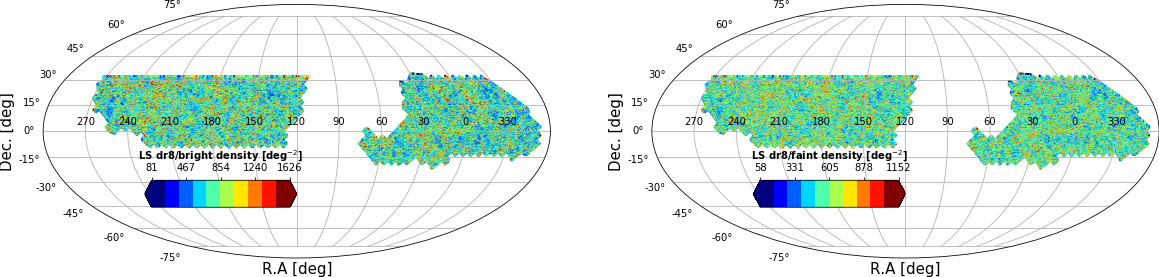 75°
60°
45°
30°
15°
0°
-15°
-30°
-45°
-60°
-75°
Dec. [deg]
270 240 210 180 150 120 90 60 30 0 330
LS dr8/bright density [deg⁻²]
81 467 854 1240 1626
R.A [deg]
75°
60°
45°
30°
15°
0°
-15°
-30°
-45°
-60°
-75°
Dec. [deg]
270 240 210 180 150 120 90 60 30 0 330
LS dr8/faint density [deg⁻²]
58 331 605 878 1152
R.A [deg]